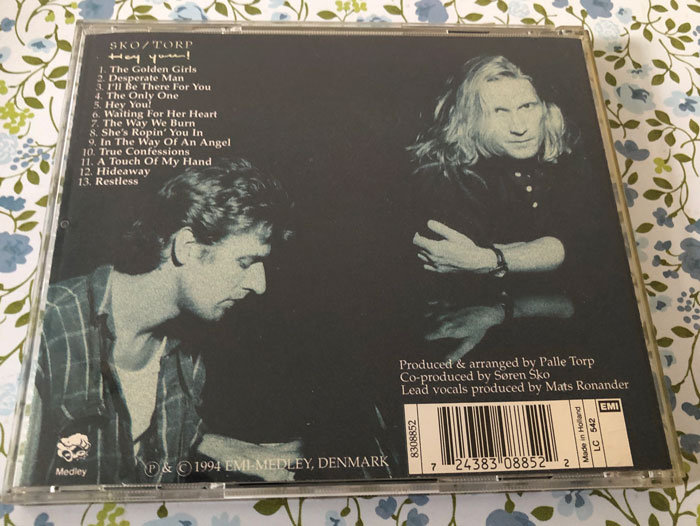 SKO/TORP
Hey you!
1. The Golden Girls
2. Desperate Man
3. I'll Be There For You
4. The Only One
5. Hey You!
6. Waiting For Her Heart
7. The Way We Burn
8. She's Ropin' You In
9. In The Way Of An Angel
10. True Confessions
11. A Touch Of My Hand
12. Hideaway
13. Restless
Produced & arranged by Palle Torp
Co-produced by Søren Sko
Lead vocals produced by Mats Ronander
8308852
7 24383 08852 2
Made in Holland
LC 542
EMI
Medley
℗ & © 1994 EMI-MEDLEY, DENMARK